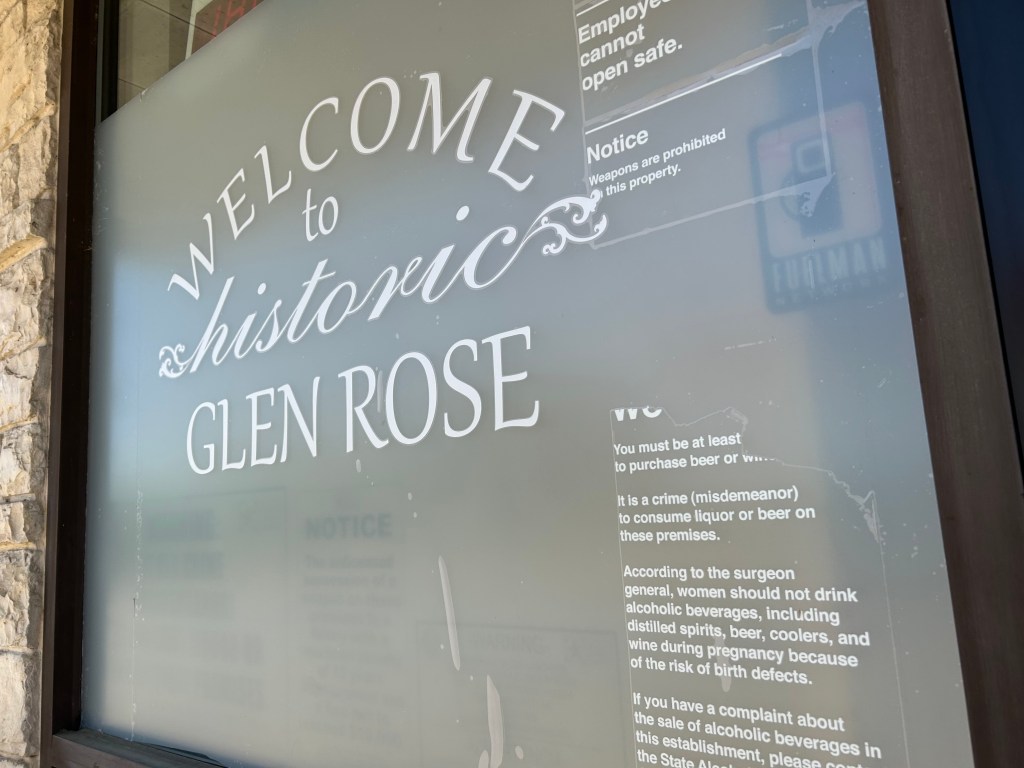 WELCOME
to
historic
GLEN ROSE
cannot
open safe.
Notice
Weapons are prohibited
this property.
You must be at least
to purchase beer or
It is a crime (misdemeanor)
to consume liquor or beer on
these premises.
According to the surgeon
general, women should not drink
alcoholic beverages, including
distilled spirits, beer, coolers, and
wine during pregnancy because
of the risk of birth defects.
If you have a complaint about
the sale of alcoholic beverages in
this establishment, please
the State
NOTICE